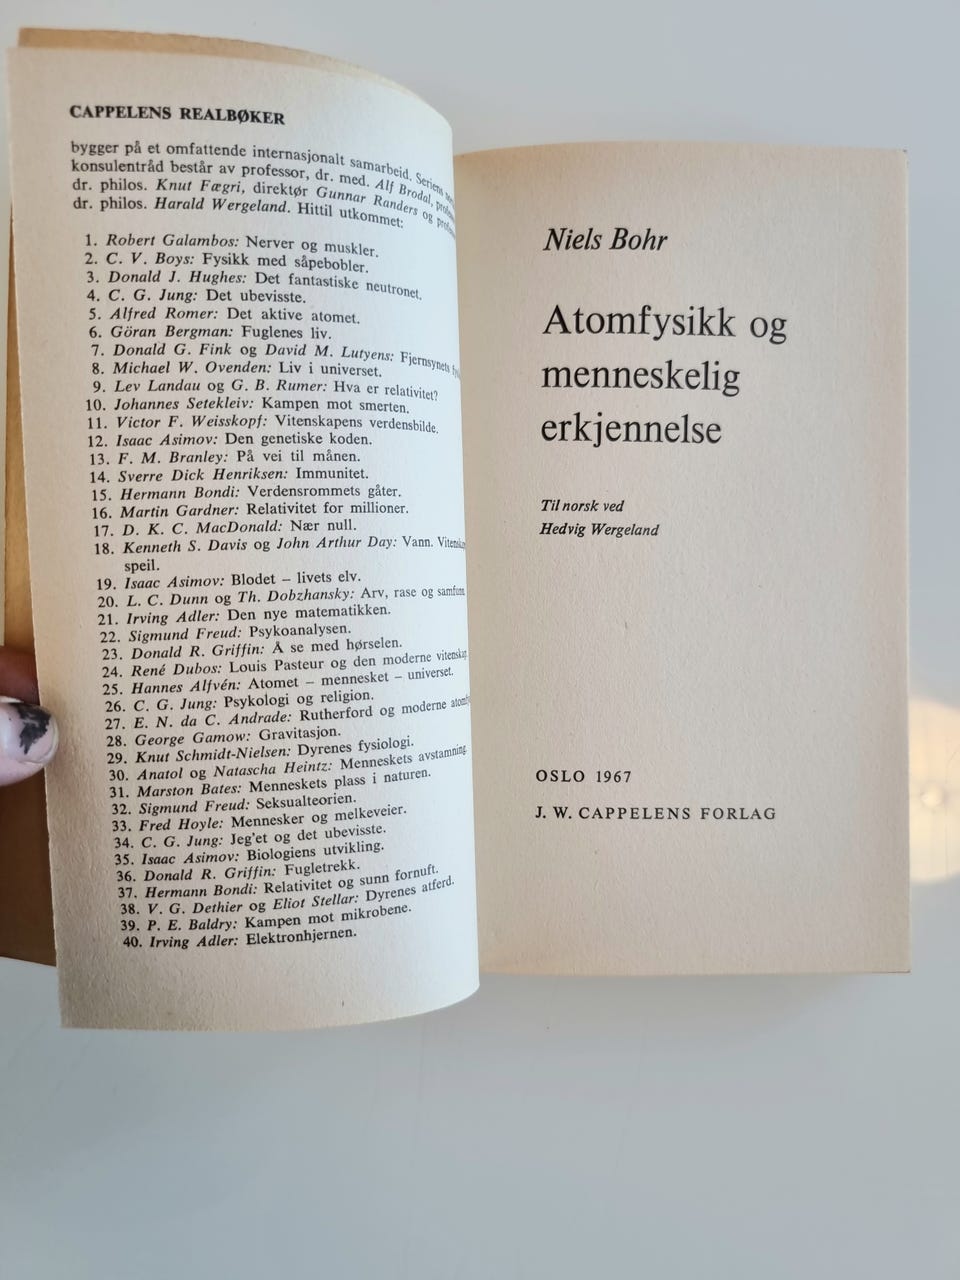 CAPPELENS REALBØKER
bygger på et omfattende internasjonalt samarbeid. Seriens
konsulentråd består av professor, dr. med. Alf Brodal,
dr. philos. Knut Fægri, direktør Gunnar Randers og
dr. philos. Harald Wergeland. Hittil utkommet:
1. Robert Galambos: Nerver og muskler.
2. C. V. Boys: Fysikk med såpebobler.
3. Donald J. Hughes: Det fantastiske neutronet.
4. C. G. Jung: Det ubevisste.
5. Alfred Romer: Det aktive atomet.
6. Göran Bergman: Fuglenes liv.
7. Donald G. Fink og David M. Lutyens: Fjernsynets
8. Michael W. Ovenden: Liv i universet.
9. Lev Landau og G. B. Rumer: Hva er relativitet?
10. Johannes Setekleiv: Kampen mot smerten.
11. Victor F. Weisskopf: Vitenskapens verdensbilde.
12. Isaac Asimov: Den genetiske koden.
13. F. M. Branley: På vei til månen.
14. Sverre Dick Henriksen: Immunitet.
15. Hermann Bondi: Verdensrommets gåter.
16. Martin Gardner: Relativitet for millioner.
17. D. K. C. MacDonald: Nær null.
18. Kenneth S. Davis og John Arthur Day: Vann.
speil.
19. Isaac Asimov: Blodet – livets elv.
20. L. C. Dunn og Th. Dobzhansky: Arv, rase og samfunn.
21. Irving Adler: Den nye matematikken.
22. Sigmund Freud: Psykoanalysen.
23. Donald R. Griffin: Å se med hørselen.
24. René Dubos: Louis Pasteur og den moderne vitenskap.
25. Hannes Alfvén: Atomet – mennesket – universet.
26. C. G. Jung: Psykologi og religion.
27. E. N. da C. Andrade: Rutherford og moderne
28. George Gamow: Gravitasjon.
29. Knut Schmidt-Nielsen: Dyrenes fysiologi.
30. Anatol og Natascha Heintz: Menneskets avstamning.
31. Marston Bates: Menneskets plass i naturen.
32. Sigmund Freud: Seksualteorien.
33. Fred Hoyle: Mennesker og melkeveier.
34. C. G. Jung: Jeg'et og det ubevisste.
35. Isaac Asimov: Biologiens utvikling.
36. Donald R. Griffin: Fugletrekk.
37. Hermann Bondi: Relativitet og sunn fornuft.
38. V. G. Dethier og Eliot Stellar: Dyrenes atferd.
39. P. E. Baldry: Kampen mot mikrobene.
40. Irving Adler: Elektronhjernen.
Niels Bohr
Atomfysikk og
menneskelig
erkjennelse
Til norsk ved
Hedvig Wergeland
OSLO 1967
J. W. CAPPELENS FORLAG